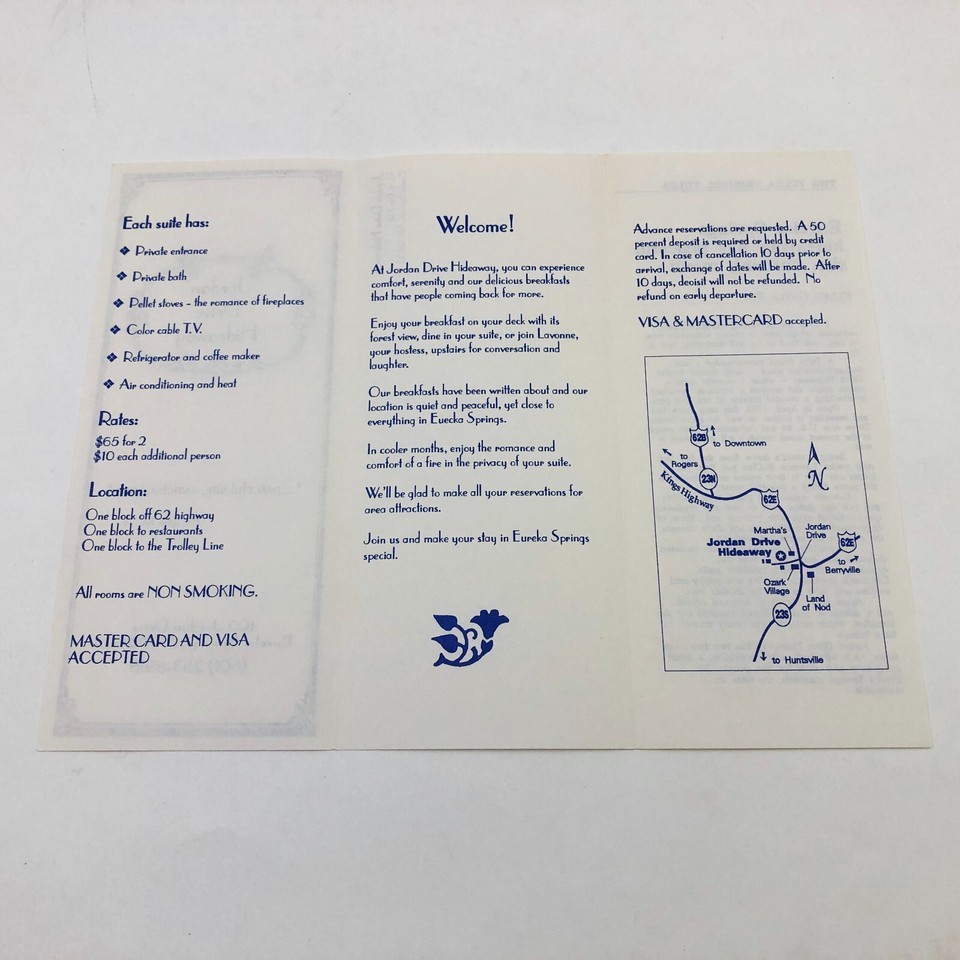 Each suite has:
❖ Private entrance
❖ Private bath
❖ Pellet stoves - the romance of fireplaces
❖ Color cable T.V.
❖ Refrigerator and coffee maker
❖ Air conditioning and heat
Rates:
$65 for 2
$10 each additional person
Location:
One block off 62 highway
One block to restaurants
One block to the Trolley Line
All rooms are NON SMOKING.
MASTER CARD AND VISA
ACCEPTED
Welcome!
At Jordan Drive Hideaway, you can experience
comfort, serenity and our delicious breakfasts
that have people coming back for more.
Enjoy your breakfast on your deck with its
forest view, dine in your suite, or join Lavonne,
your hostess, upstairs for conversation and
laughter.
Our breakfasts have been written about and our
location is quiet and peaceful, yet close to
everything in Euecka Springs.
In cooler months, enjoy the romance and
comfort of a fire in the privacy of your suite.
We'll be glad to make all your reservations for
area attractions.
Join us and make your stay in Eureka Springs
special.
Advance reservations are requested. A 50
percent deposit is required or held by credit
card. In case of cancellation 10 days prior to
arrival, exchange of dates will be made. After
10 days, deoisit will not be refunded. No
refund on early departure.
VISA & MASTERCARD accepted.
62B
to Downtown
to
Rogers
23N
Kings Highway
N
62E
Martha's
Jordan
Drive
Jordan Drive
Hideaway
62E
to
Berryville
Ozark
Village
Land
of Nod
23S
to Huntsville